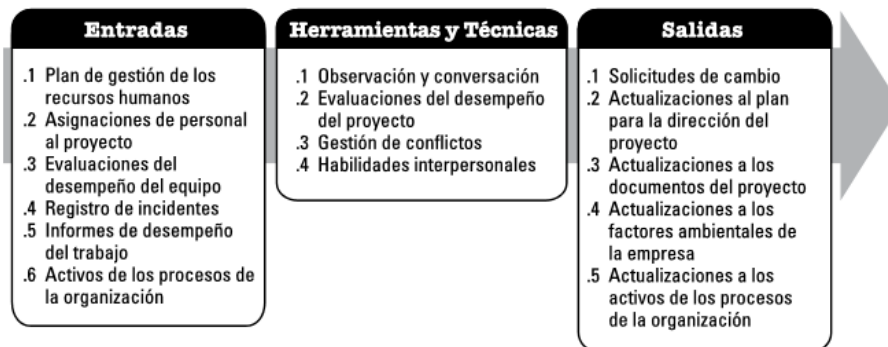 Entradas
.1 Plan de gestión de los
recursos humanos
.2 Asignaciones de personal
al proyecto
.3 Evaluaciones del
desempeño del equipo
.4 Registro de incidentes
.5 Informes de desempeño
del trabajo
.6 Activos de los procesos de
la organización
Herramientas y Técnicas
.1 Observación y conversación
.2 Evaluaciones del desempeño
del proyecto
.3 Gestión de conflictos
.4 Habilidades interpersonales
Salidas
.1 Solicitudes de cambio
.2 Actualizaciones al plan
para la dirección del
proyecto
.3 Actualizaciones a los
documentos del proyecto
.4 Actualizaciones a los
factores ambientales de
la empresa
.5 Actualizaciones a los
activos de los procesos
de la organización